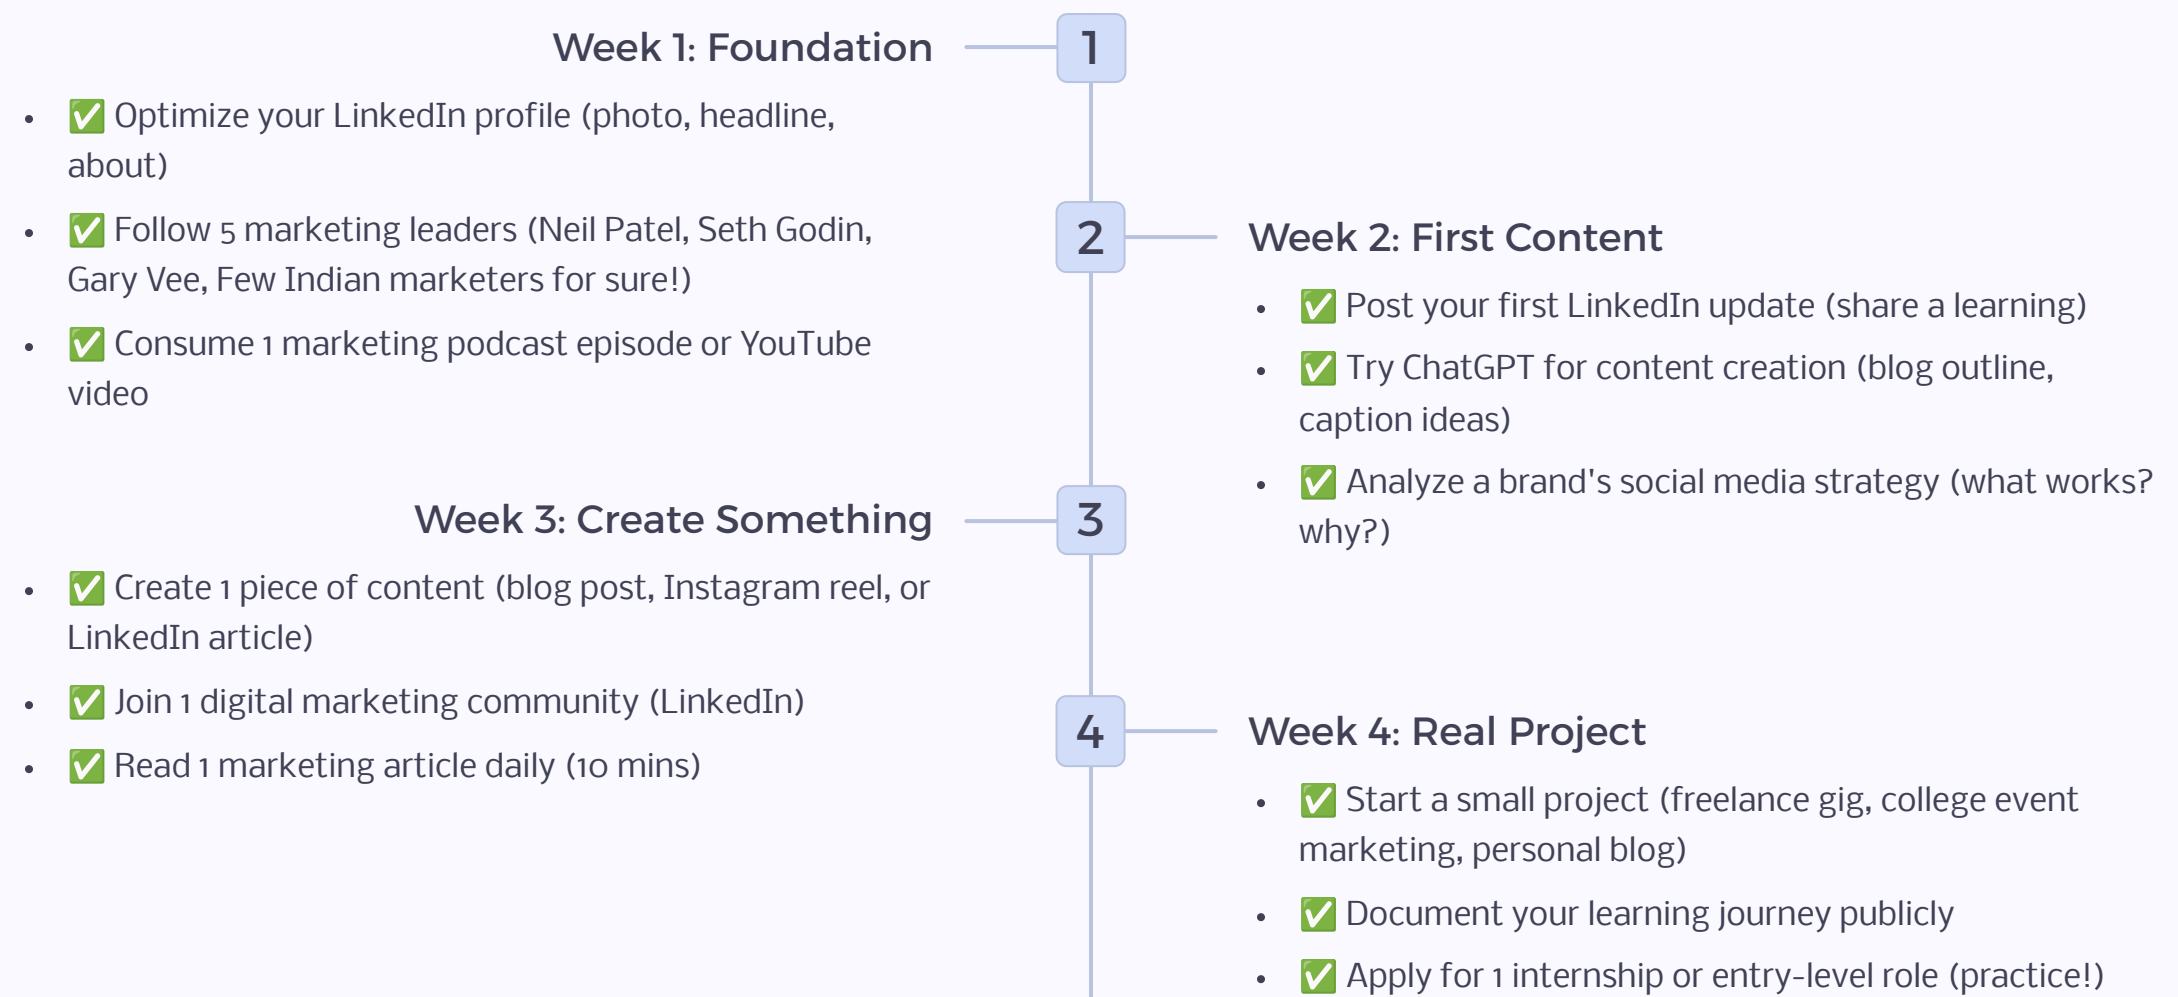 Week 1: Foundation
1
• ✅ Optimize your LinkedIn profile (photo, headline,
about)
• ✅ Follow 5 marketing leaders (Neil Patel, Seth Godin,
Gary Vee, Few Indian marketers for sure!)
• ✅ Consume 1 marketing podcast episode or YouTube
video
2
Week 2: First Content
• ✅ Post your first LinkedIn update (share a learning)
• ✅ Try ChatGPT for content creation (blog outline,
caption ideas)
• ✅ Analyze a brand's social media strategy (what works?
why?)
Week 3: Create Something
3
• ✅ Create 1 piece of content (blog post, Instagram reel, or
LinkedIn article)
• ✅ Join 1 digital marketing community (LinkedIn)
• ✅ Read 1 marketing article daily (10 mins)
4
Week 4: Real Project
• ✅ Start a small project (freelance gig, college event
marketing, personal blog)
• ✅ Document your learning journey publicly
• ✅ Apply for 1 internship or entry-level role (practice!)